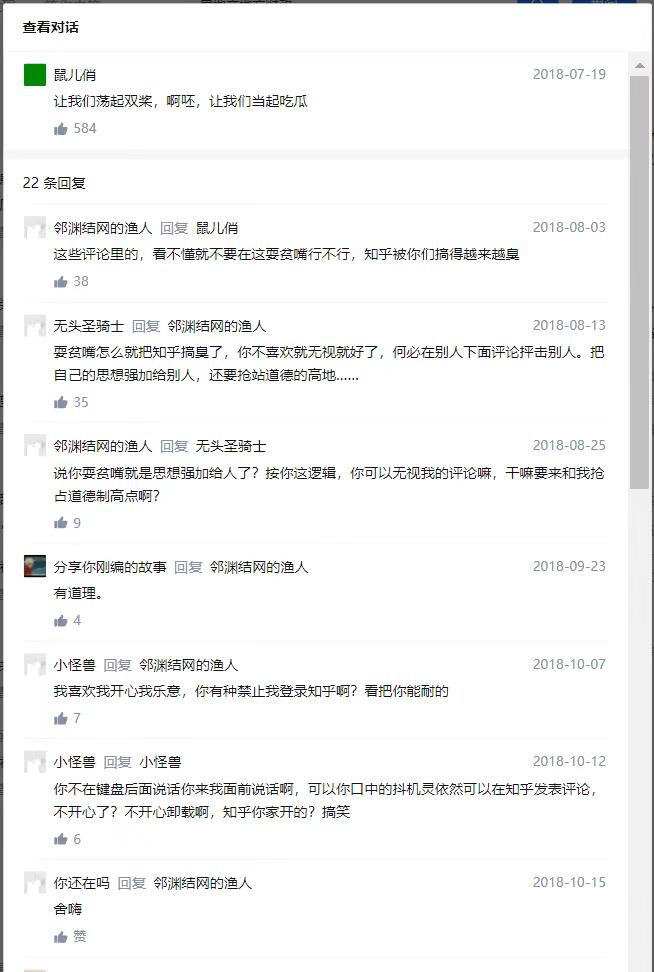 查看对话
鼠儿俏 2018-07-19
让我们荡起双桨，啊呸，让我们当起吃瓜
584
22 条回复
邻渊结网的渔人 回复 鼠儿俏 2018-08-03
这些评论里的，看不懂就不要在这耍贫嘴行不行，知乎被你们搞得越来越臭
38
无头圣骑士 回复 邻渊结网的渔人 2018-08-13
耍贫嘴怎么就把知乎搞臭了，你不喜欢就无视就好了，何必在别人下面评论抨击别人。把
自己的思想强加给别人，还要抢站道德的高地......
35
邻渊结网的渔人 回复 无头圣骑士 2018-08-25
说你耍贫嘴就是思想强加给人了？按你这逻辑，你可以无视我的评论嘛，干嘛要来和我抢
占道德制高点啊？
9
分享你刚编的故事 回复 邻渊结网的渔人 2018-09-23
有道理。
4
小怪兽 回复 邻渊结网的渔人 2018-10-07
我喜欢我开心我乐意，你有种禁止我登录知乎啊？看把你能耐的
7
小怪兽 回复 小怪兽 2018-10-12
你不在键盘后面说话你来我面前说话啊，可以你口中的抖机灵依然可以在知乎发表评论，
不开心了？不开心卸载啊，知乎你家开的？搞笑
6
你还在吗 回复 邻渊结网的渔人 2018-10-15
舍嗨
赞